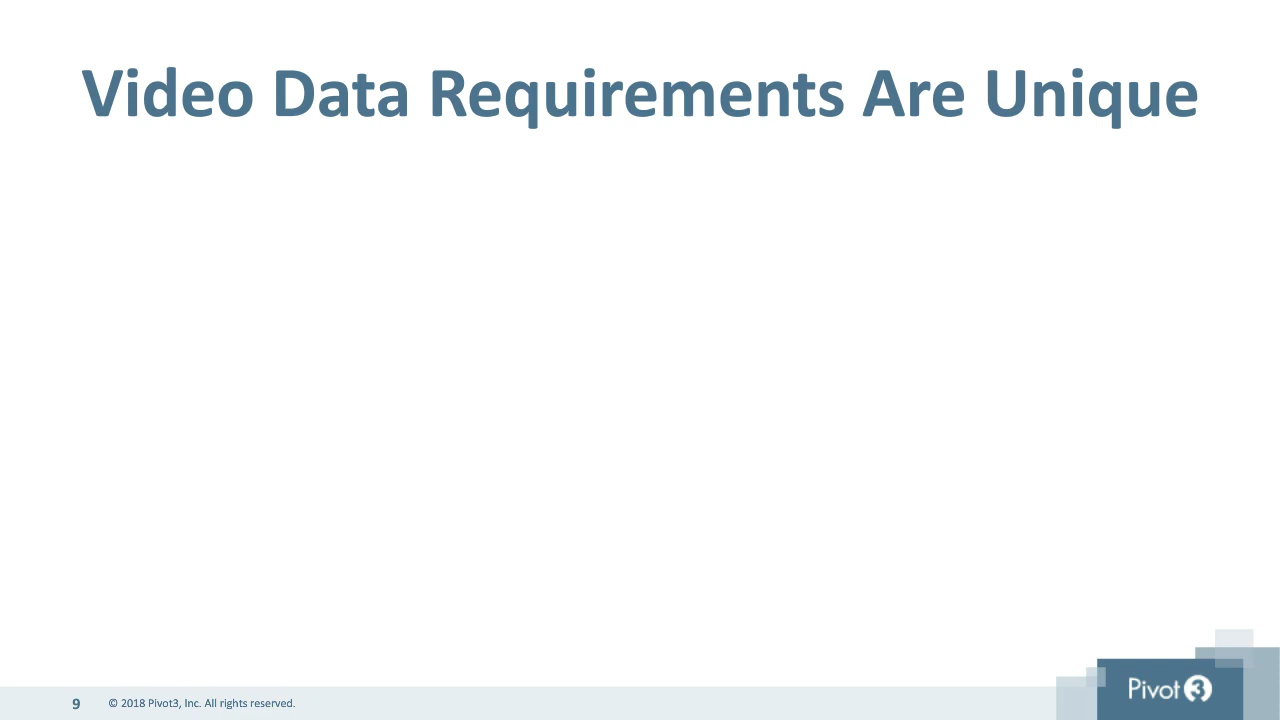 Video Data Requirements Are Unique
9 © 2018 Pivot3, Inc. All rights reserved.
Pivot3